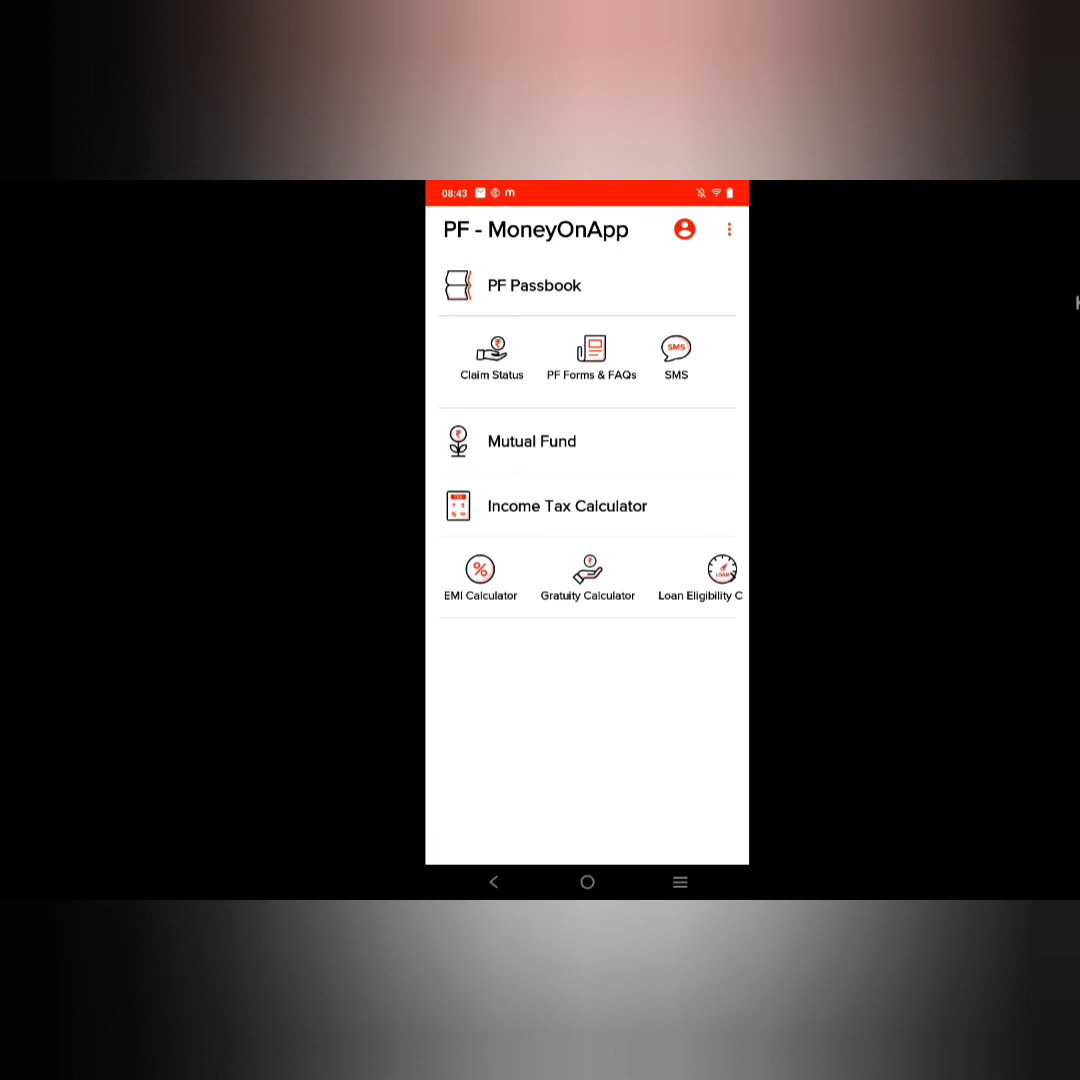 08:43
PF - MoneyOnApp
PF Passbook
SMS
Claim Status PF Forms & FAQs SMS
Mutual Fund
Income Tax Calculator
LOAN
EMI Calculator Gratuity Calculator Loan Eligibility C